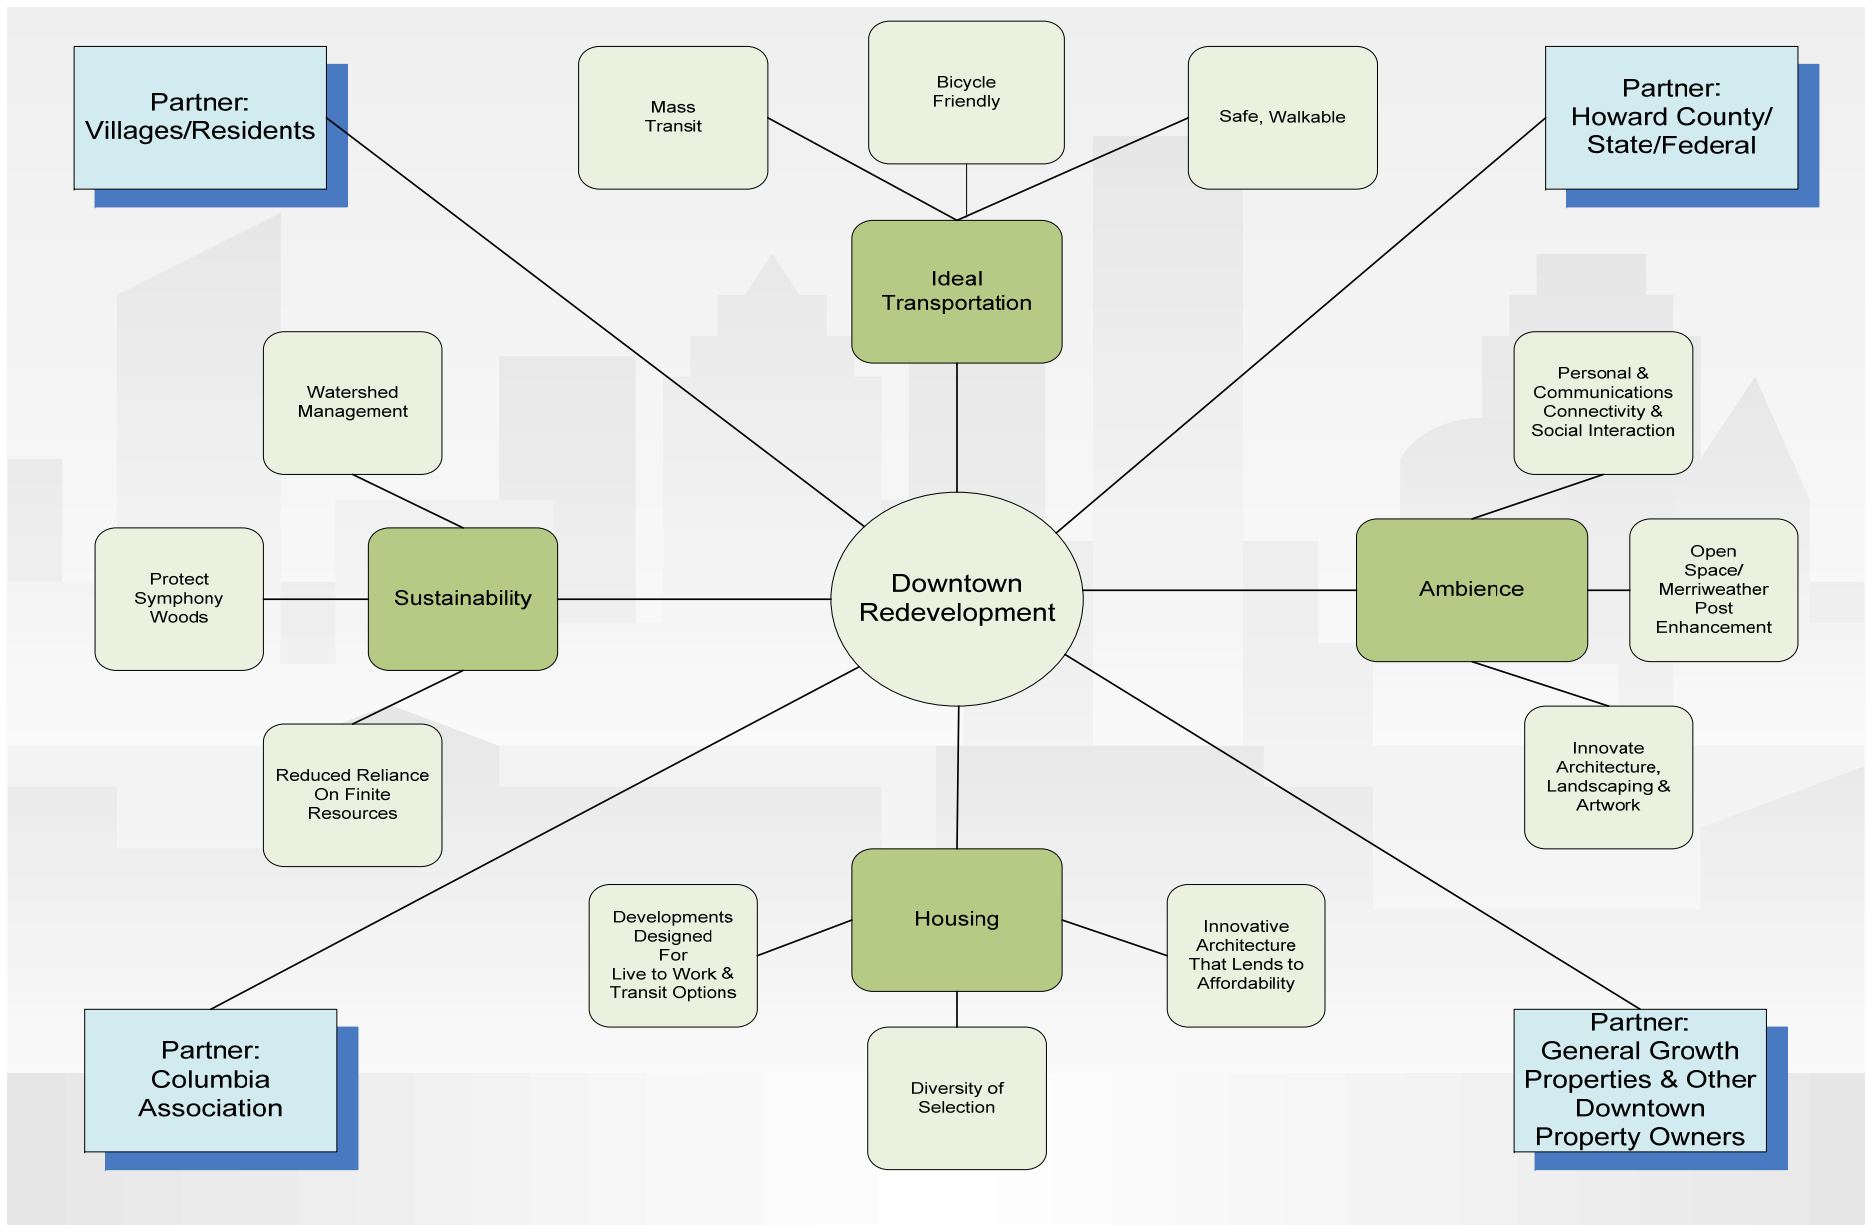 Partner:
Villages/Residents
Mass
Transit
Bicycle
Friendly
Safe, Walkable
Partner:
Howard County/
State/Federal
Ideal
Transportation
Watershed
Management
Personal &
Communications
Connectivity &
Social Interaction
Protect
Symphony
Woods
Sustainability
Downtown
Redevelopment
Ambience
Open
Space/
Merriweather
Post
Enhancement
Reduced Reliance
On Finite
Resources
Innovate
Architecture,
Landscaping &
Artwork
Developments
Designed
For
Live to Work &
Transit Options
Housing
Innovative
Architecture
That Lends to
Affordability
Partner:
Columbia
Association
Diversity of
Selection
Partner:
General Growth
Properties & Other
Downtown
Property Owners